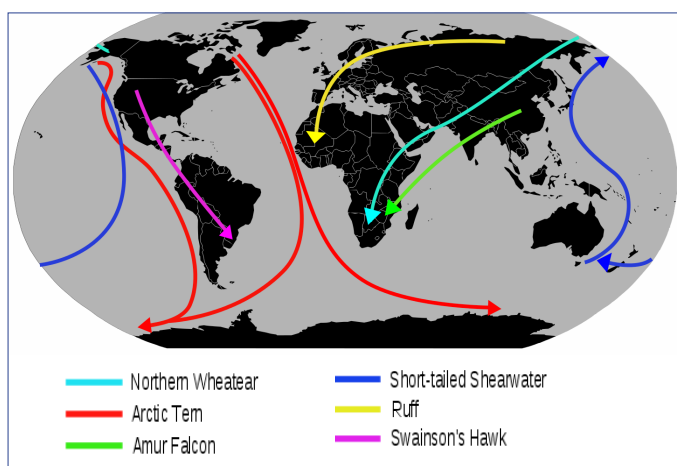 Northern Wheatear
Arctic Tern
Amur Falcon
Short-tailed Shearwater
Ruff
Swainson's Hawk